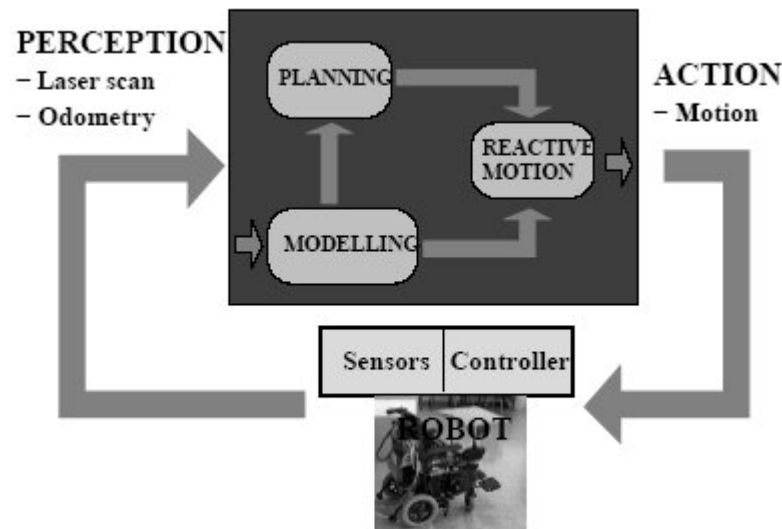 PERCEPTION
– Laser scan
– Odometry
PLANNING
REACTIVE
MOTION
MODELLING
ACTION
– Motion
Sensors
Controller
ROBOT